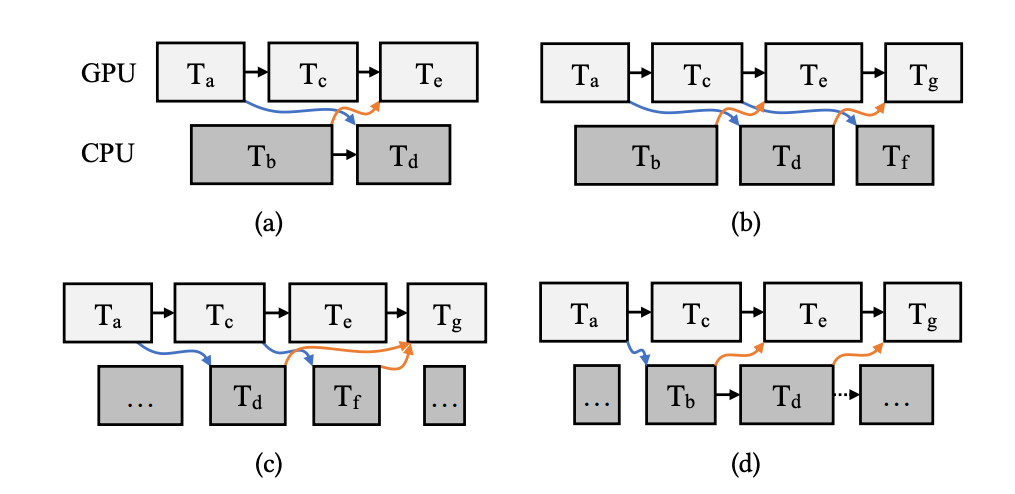 GPU Ta Tc Te
CPU Tb Td
(a)
Ta Tc Te Tg
Tb Td Tf
(b)
Ta Tc Te Tg
... Td Tf ...
(c)
Ta Tc Te Tg
... Tb Td ...
(d)